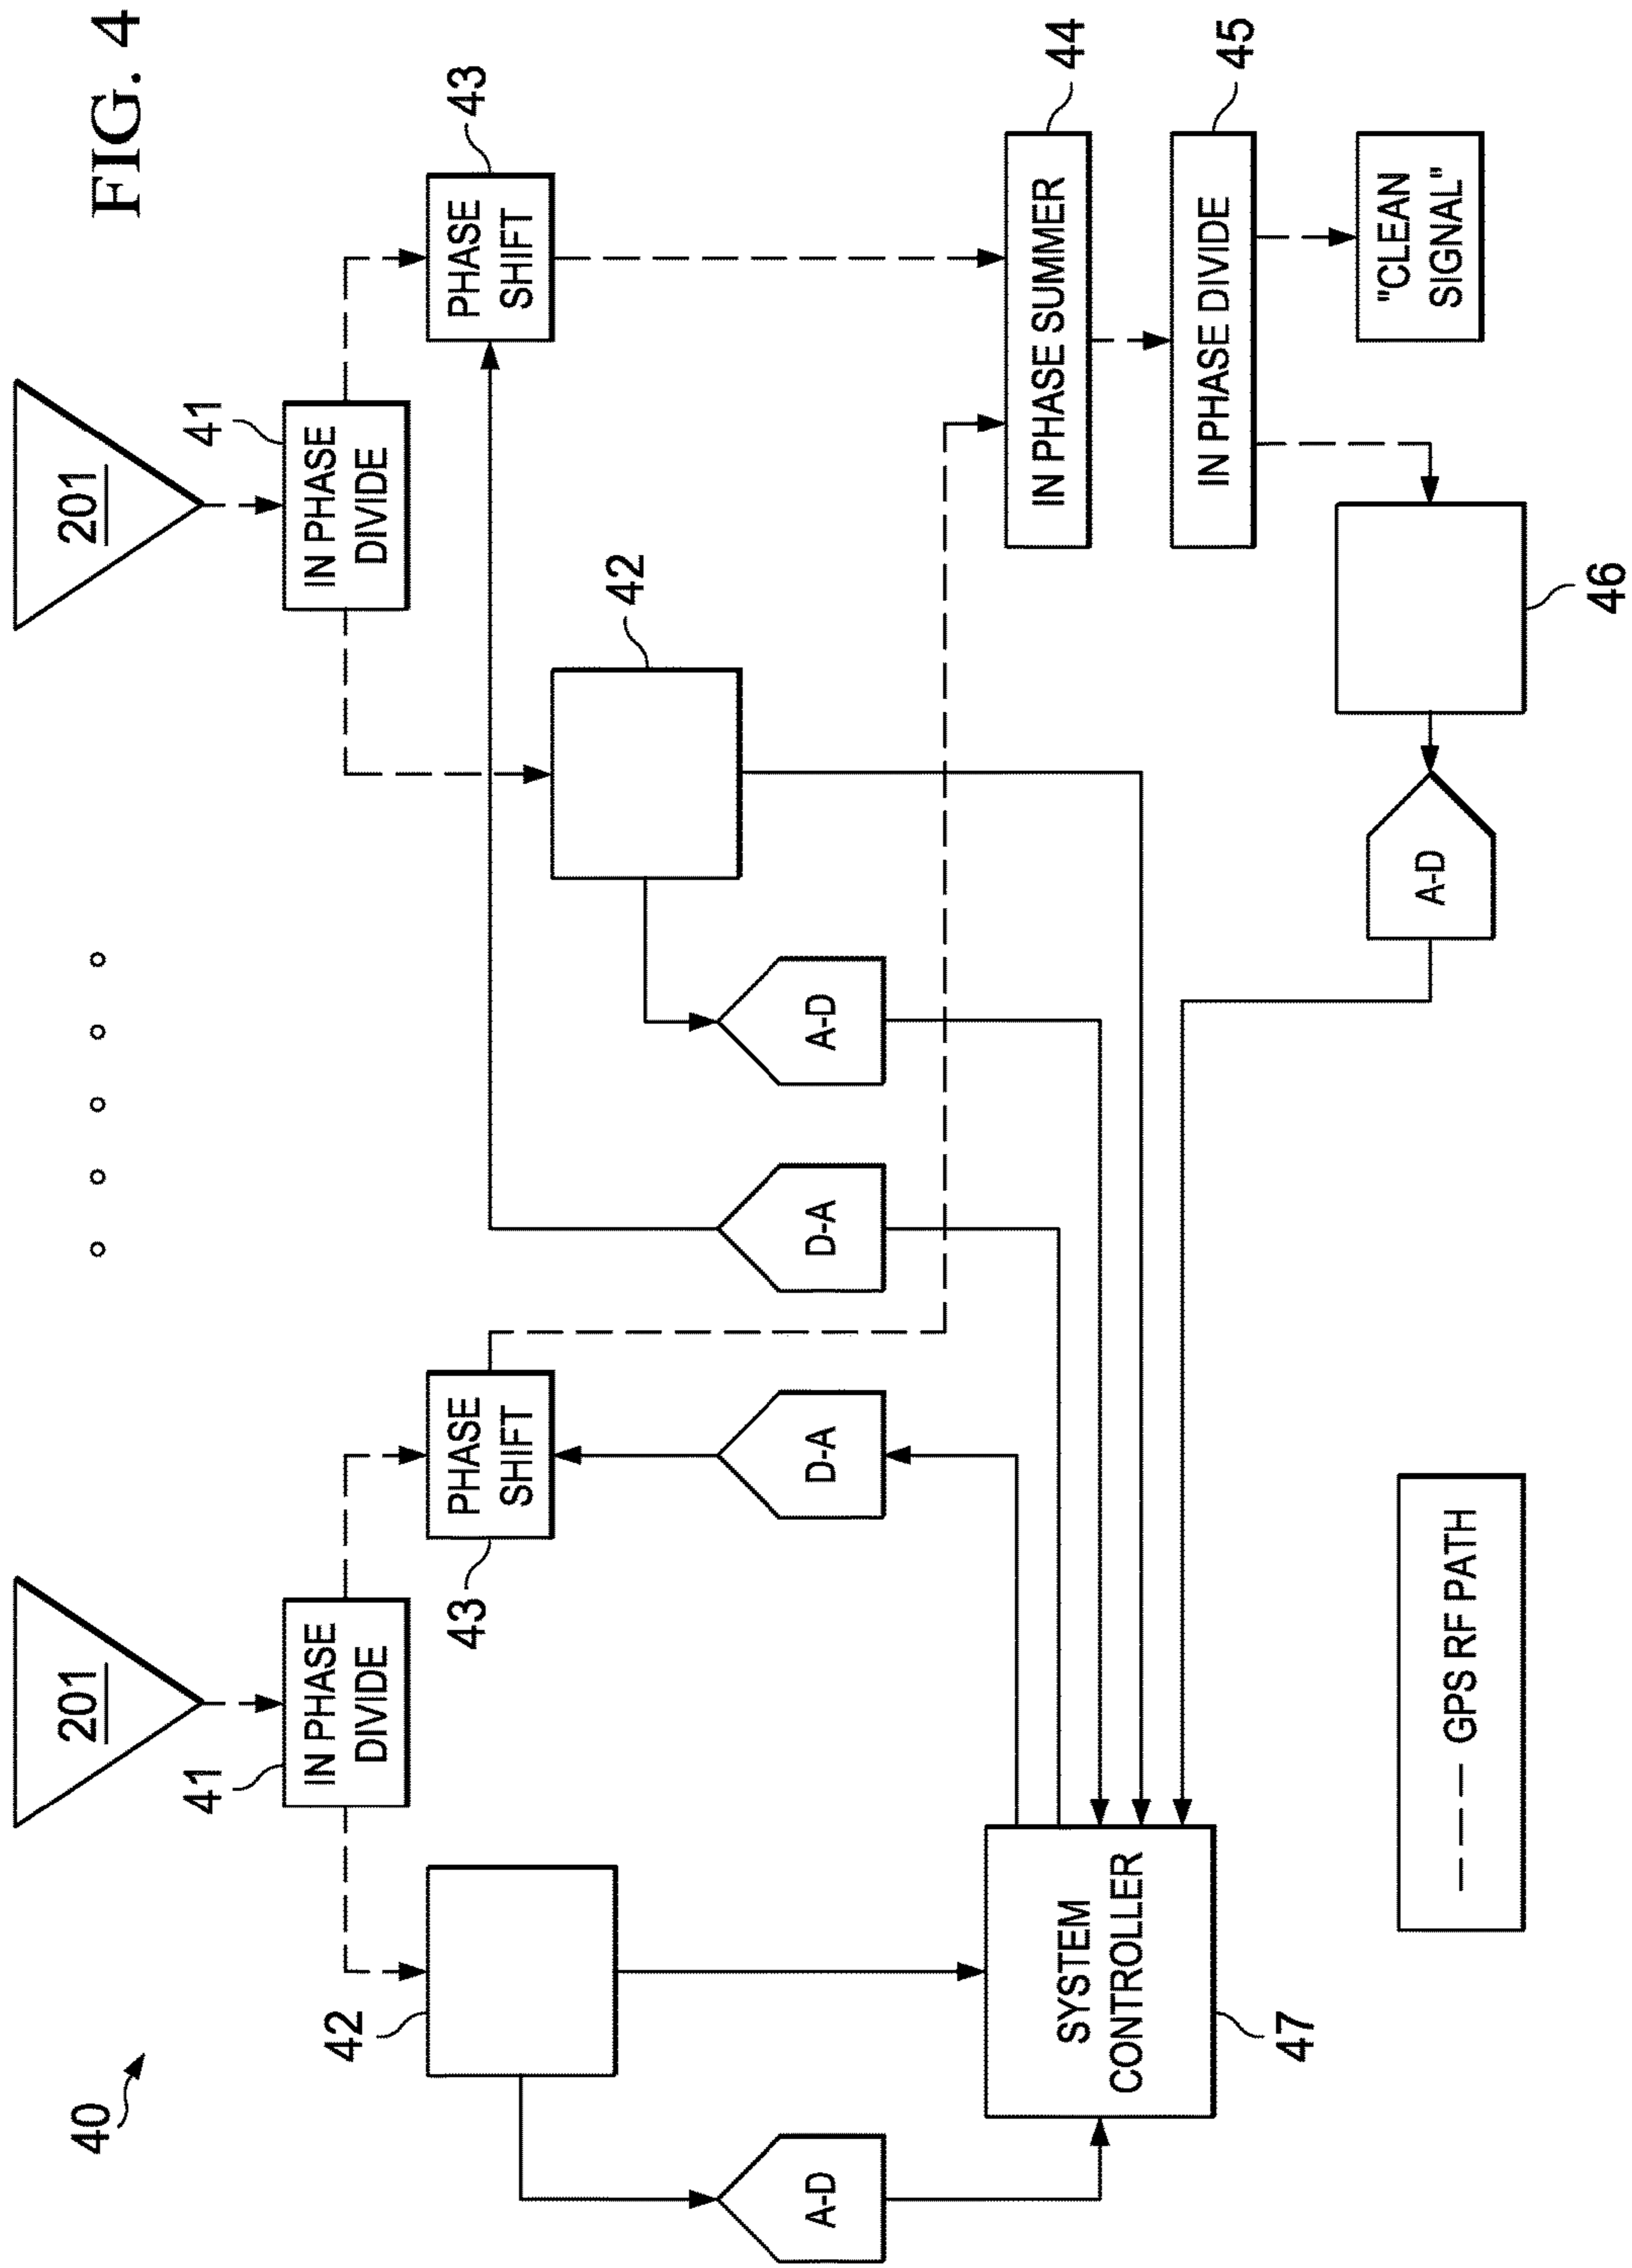 FIG. 4
40
201
201
41
IN PHASE
DIVIDE
41
IN PHASE
DIVIDE
42
43
PHASE
SHIFT
43
PHASE
SHIFT
42
A-D
D-A
D-A
A-D
SYSTEM
CONTROLLER
47
IN PHASE SUMMER
44
IN PHASE DIVIDE
45
"CLEAN
SIGNAL"
A-D
46
GPS RF PATH